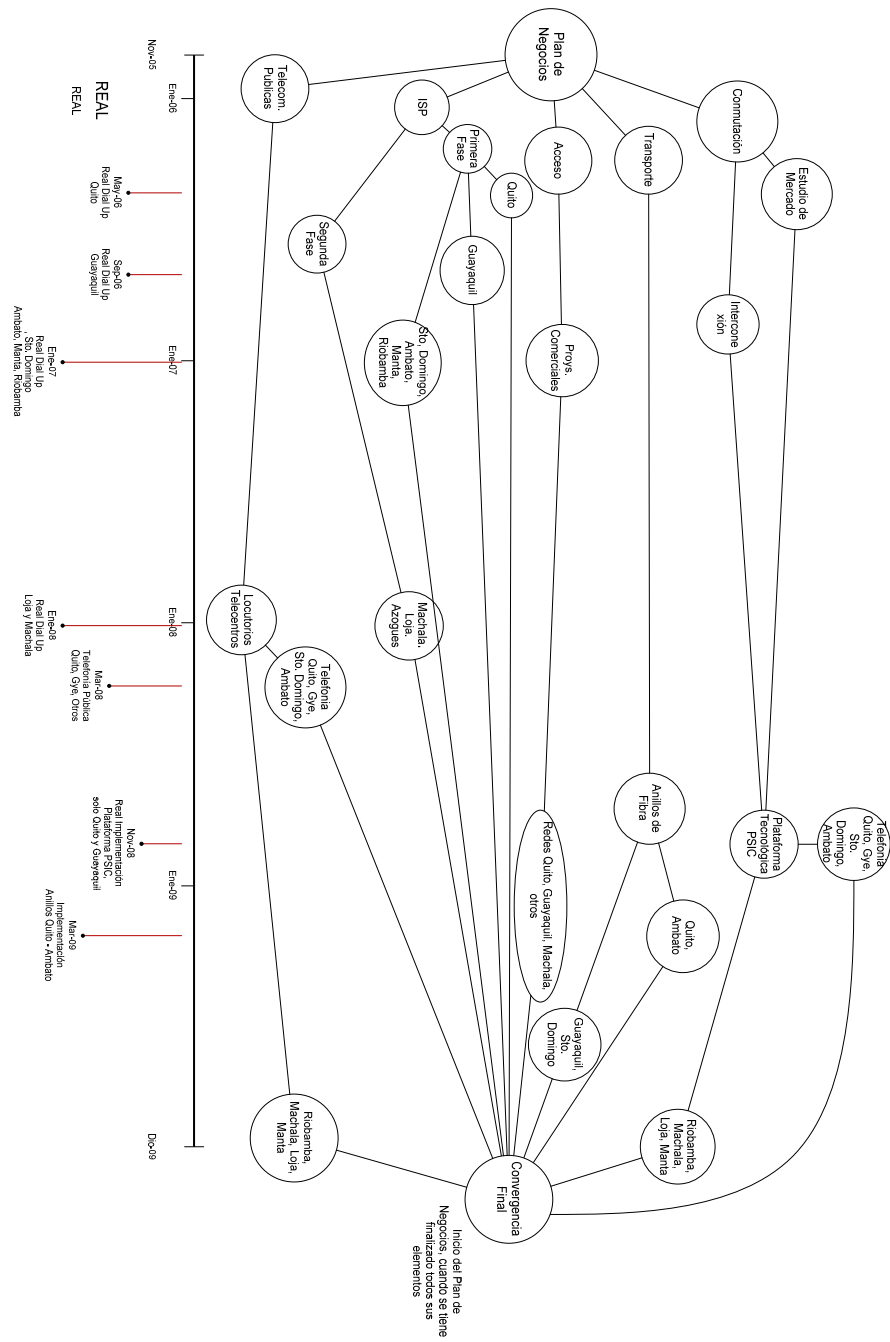 Plan de
Negocios
Conmutación
Estudio de
Mercado
Transporte
Acceso
Quito
Primera
Fase
ISP
Telecom.
Publicas
Segunda
Fase
Guayaquil
Intercone
xión
Proys.
Comerciales
Sto, Domingo,
Ambato,
Manta,
Riobamba
Machala.
Loja.
Azogues
Locutorios
Telecentros
Telefonia
Quito, Gye,
Sto. Domingo,
Ambato
Telefonia
Quito, Gye,
Sto.
Domingo,
Ambato
Plataforma
Tecnológica
PSIC
Anillos de
Fibra
Quito,
Ambato
Redes Quito, Guayaquil, Machala,
otros
Guayaquil,
Sto.
Domingo
Riobamba,
Machala,
Loja, Manta
Riobamba,
Machala, Loja,
Manta
Convergencia
Final
Inicio del Plan de
Negocios, cuando se tiene
finalizado todos sus
elementos
Nov-05
Ene-06
Ene-07
Ene-08
Ene-09
Dic-09
REAL
REAL
May-06
Real Dial Up
Quito
Sep-06
Real Dial Up
Guayaquil
Ene-07
Real Dial Up
, Sto. Domingo
Ambato, Manta, Riobamba
Ene-08
Real Dial Up
Loja y Machala
Mar-08
Telefonía Pública
Quito, Gye, Otros
Nov-08
Real Implementación
Plataforma PSIC,
solo Quito y Guayaquil
Mar-09
Implementación
Anillos Quito - Ambato